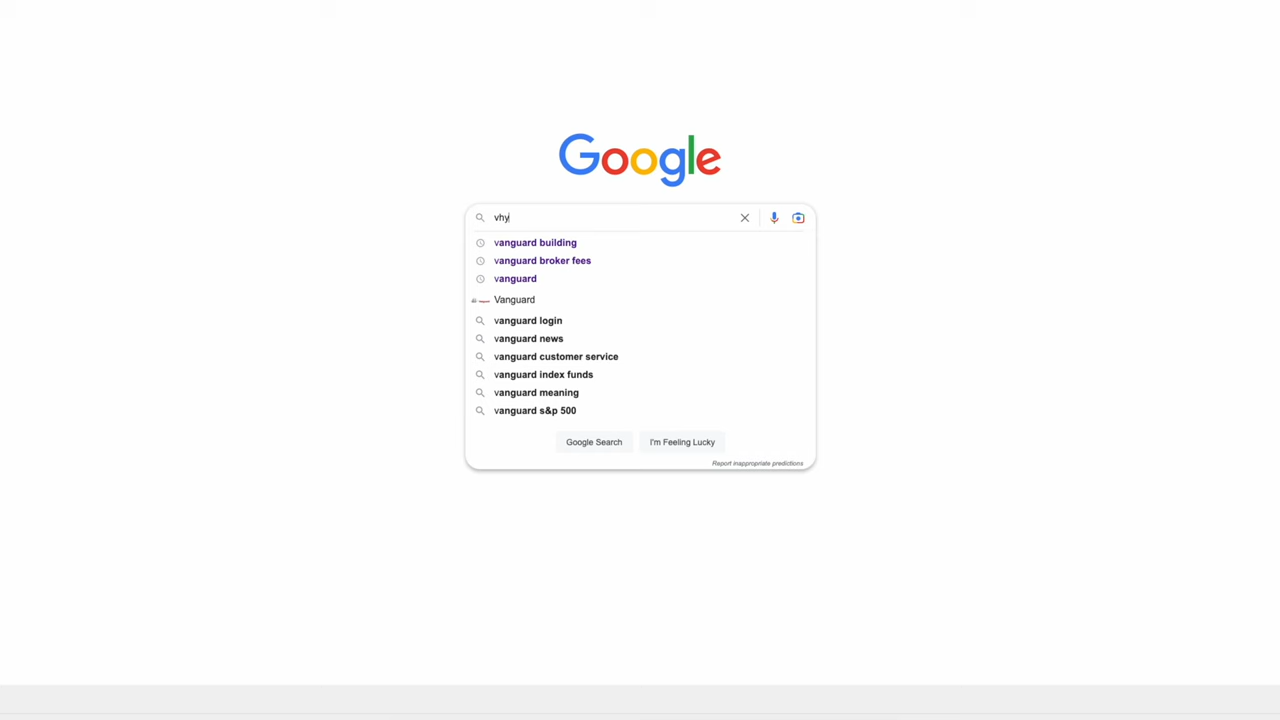 Google
vhy
vanguard building
vanguard broker fees
vanguard
Vanguard
vanguard login
vanguard news
vanguard customer service
vanguard index funds
vanguard meaning
vanguard s&p 500
Google Search I'm Feeling Lucky
Report inappropriate predictions